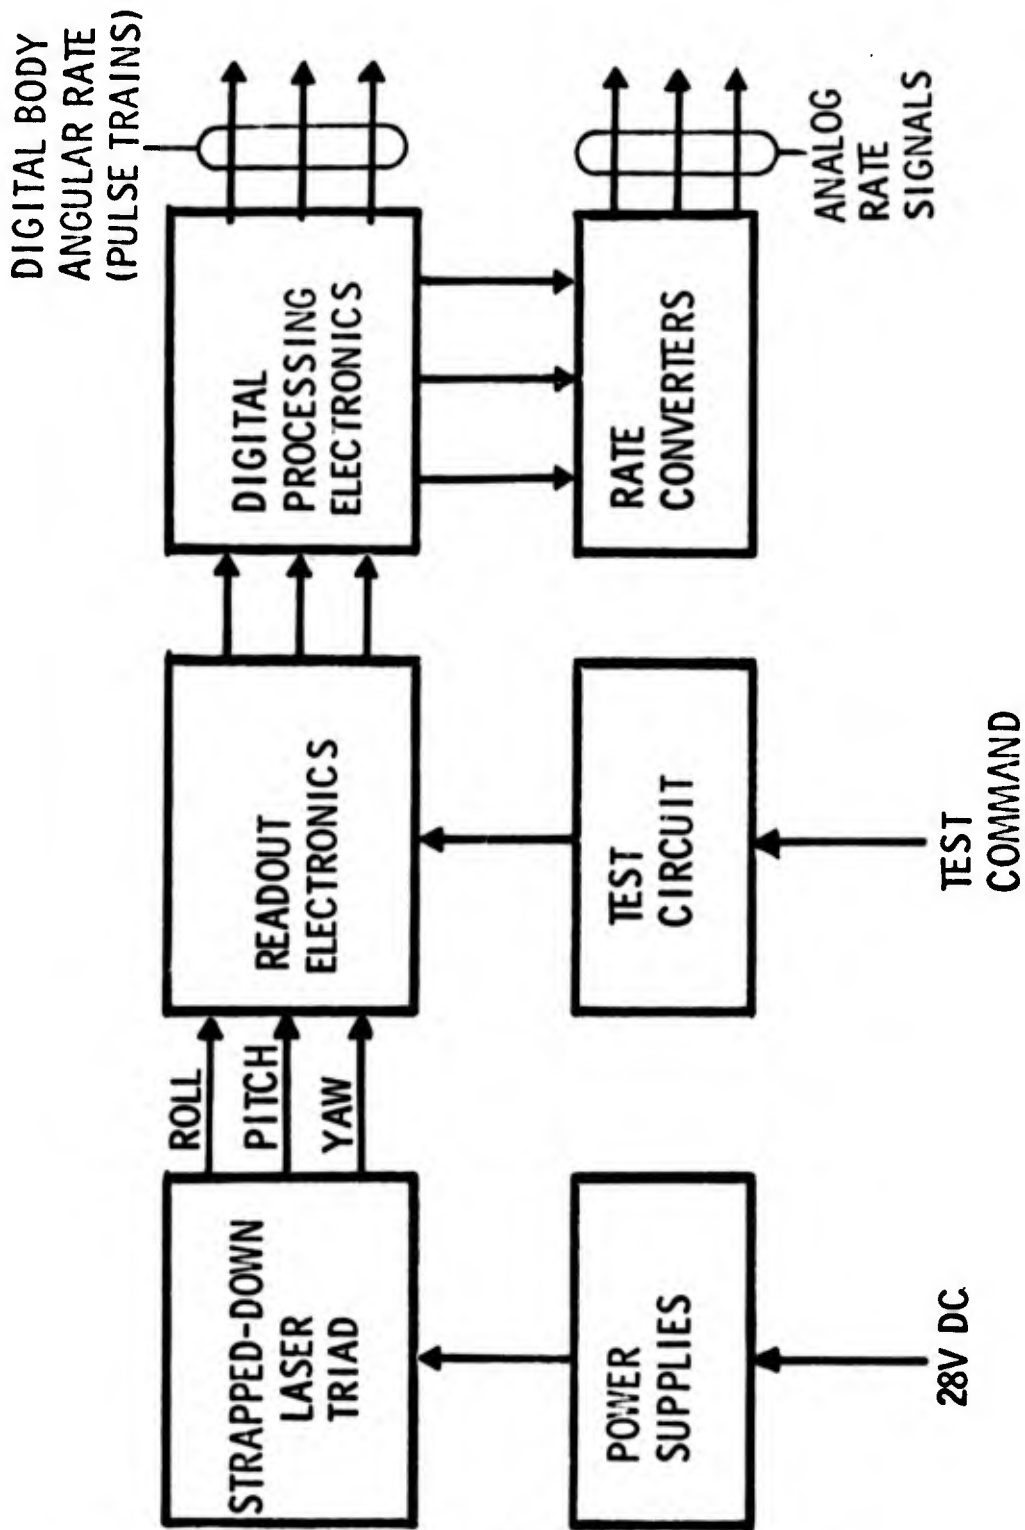 DIGITAL BODY
ANGULAR RATE
(PULSE TRAINS)
STRAPPED-DOWN
LASER
TRIAD
ROLL
PITCH
YAW
READOUT
ELECTRONICS
DIGITAL
PROCESSING
ELECTRONICS
POWER
SUPPLIES
TEST
CIRCUIT
RATE
CONVERTERS
ANALOG
RATE
SIGNALS
28V DC
TEST
COMMAND